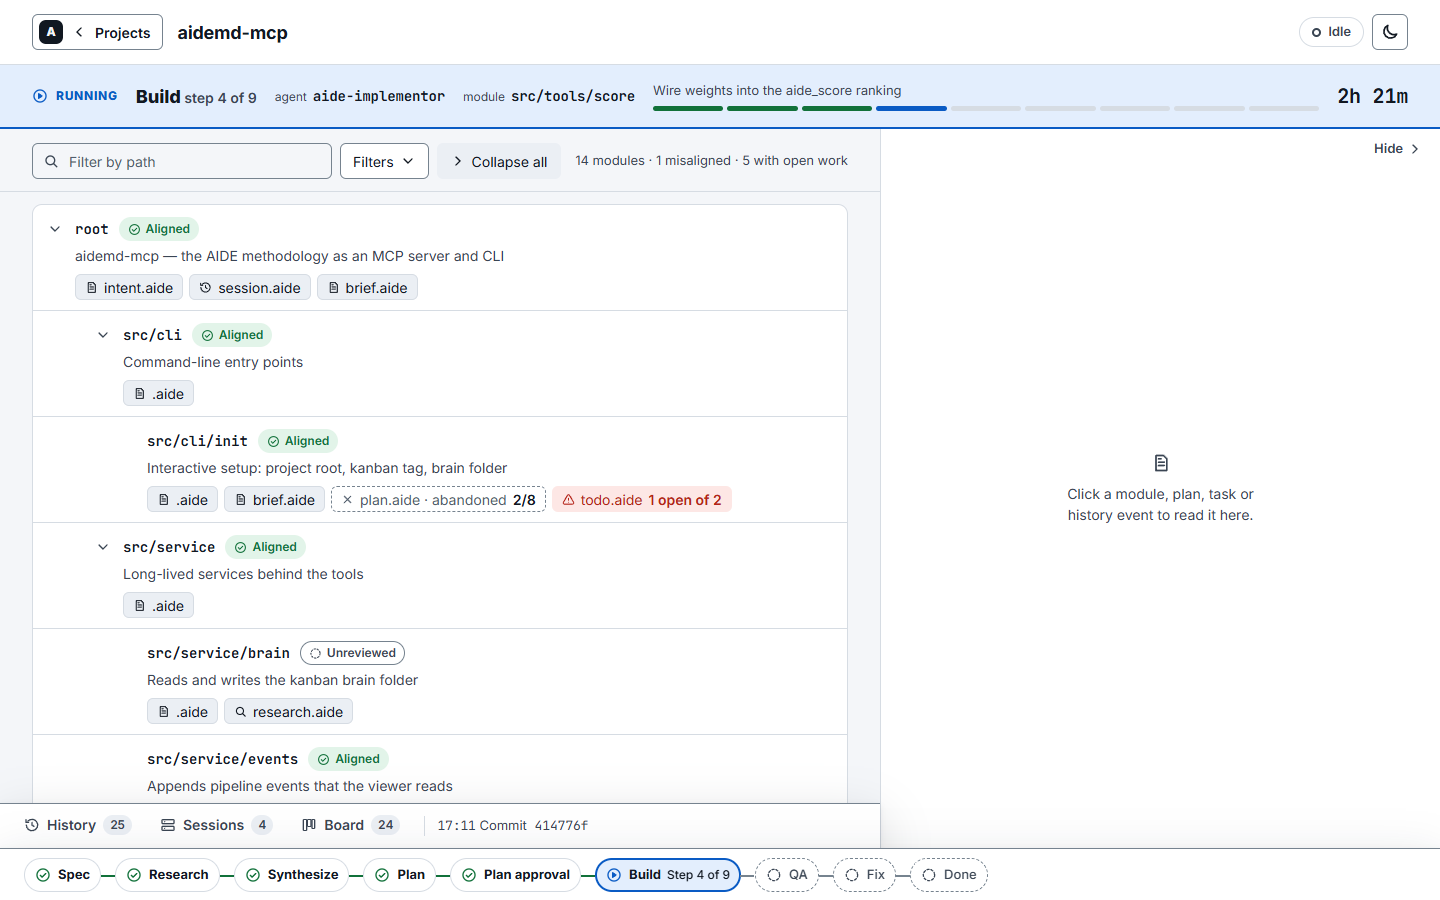 A Projects aidemd-mcp Idle
RUNNING Build step 4 of 9 agent aide-implementor module src/tools/score Wire weights into the aide_score ranking 2h 21m
Filter by path Filters Collapse all 14 modules · 1 misaligned · 5 with open work Hide
root Aligned
aidemd-mcp — the AIDE methodology as an MCP server and CLI
intent.aide session.aide brief.aide
src/cli Aligned
Command-line entry points
.aide
src/cli/init Aligned
Interactive setup: project root, kanban tag, brain folder
.aide brief.aide plan.aide · abandoned 2/8 todo.aide 1 open of 2
src/service Aligned
Long-lived services behind the tools
.aide
src/service/brain Unreviewed
Reads and writes the kanban brain folder
.aide research.aide
src/service/events Aligned
Appends pipeline events that the viewer reads
Click a module, plan, task or
history event to read it here.
History 25 Sessions 4 Board 24 17:11 Commit 414776f
Spec Research Synthesize Plan Plan approval Build Step 4 of 9 QA Fix Done